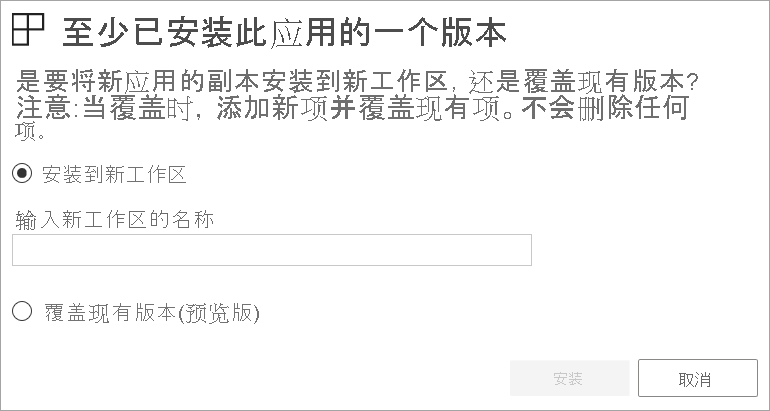 至少已安装此应用的一个版本
是要将新应用的副本安装到新工作区, 还是覆盖现有版本?
注意:当覆盖时, 添加新项并覆盖现有项。不会删除任何
项。
安装到新工作区
输入新工作区的名称
覆盖现有版本(预览版)
安装 取消